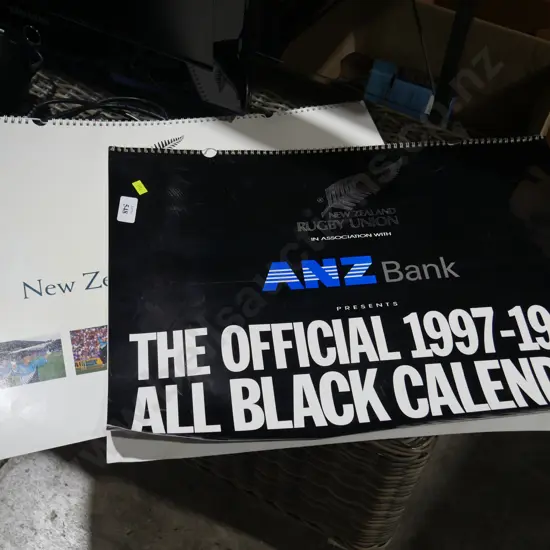 New Ze
548
NEW ZEALAND
RUGBY UNION
IN ASSOCIATION WITH
ANZ Bank
PRESENTS
THE OFFICIAL 1997-19
ALL BLACK CALEND